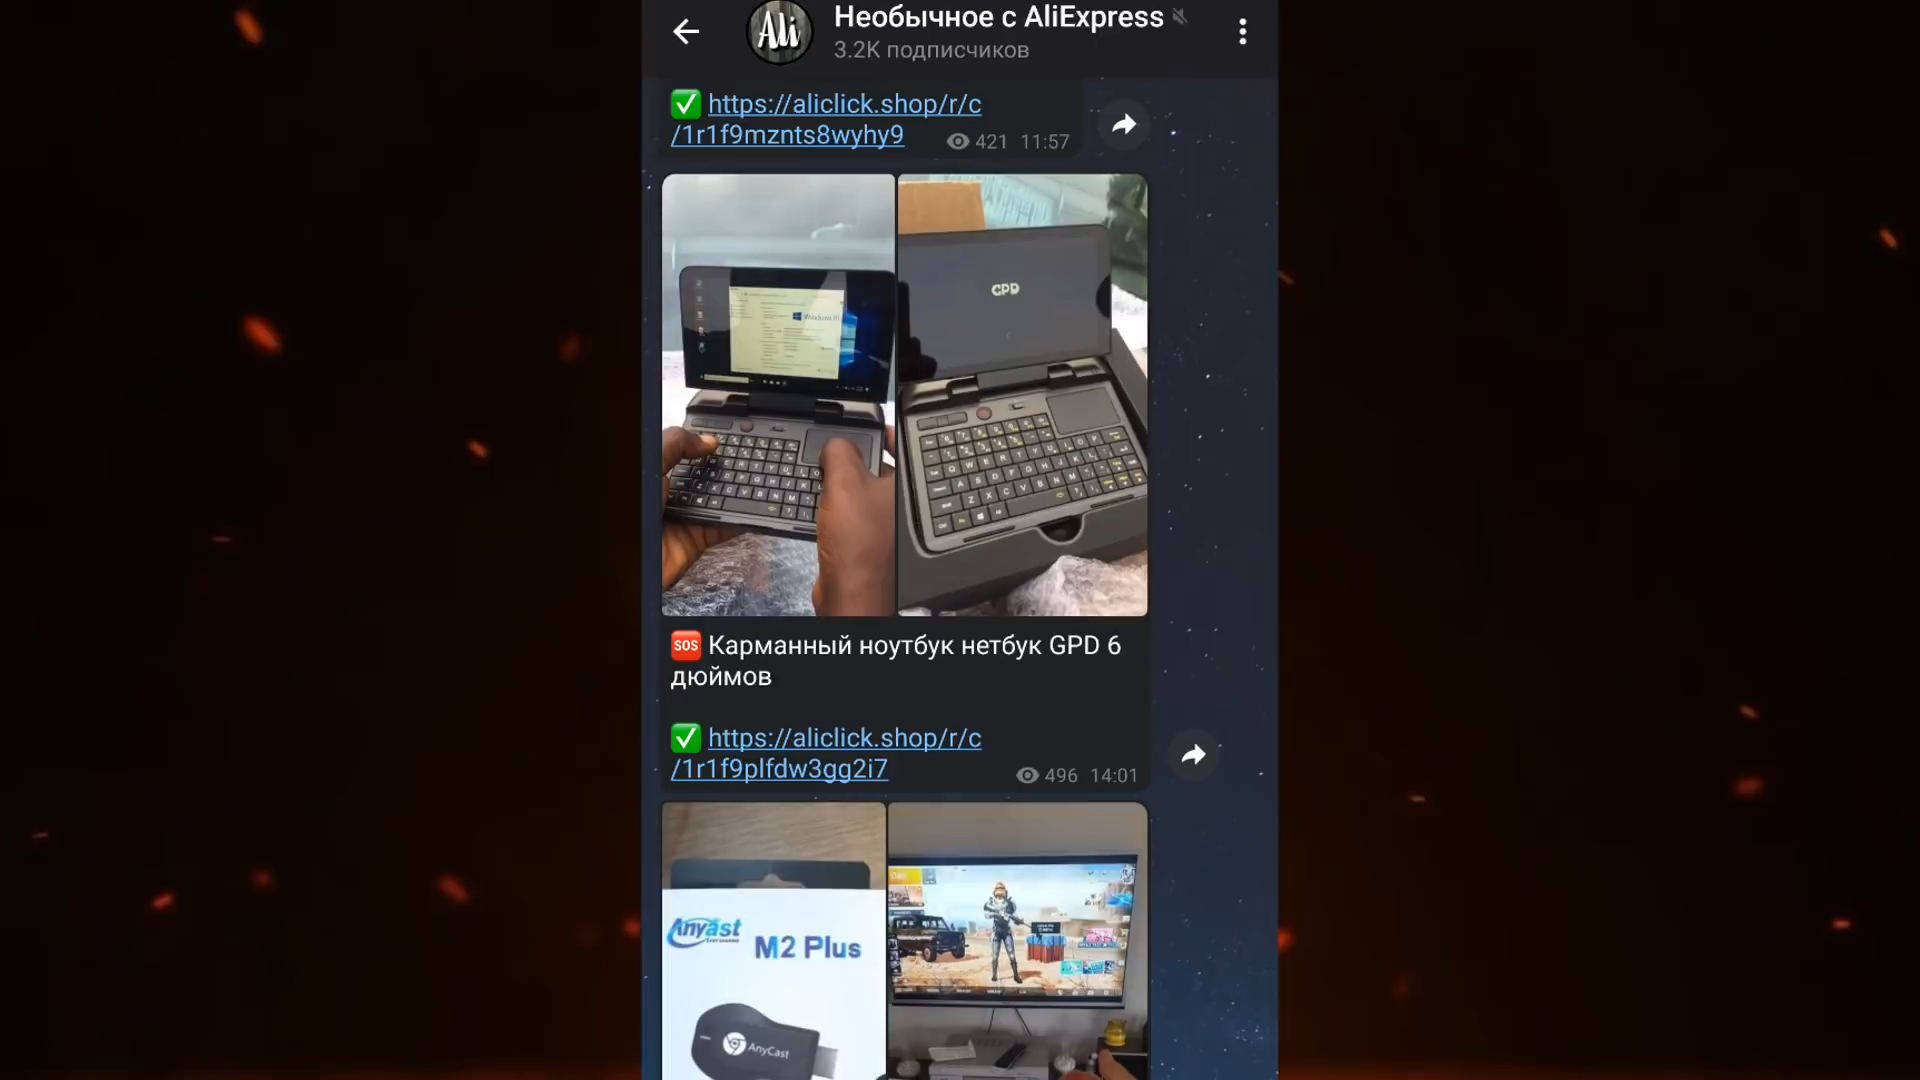 Ali
Необычное с AliExpress
3.2K подписчиков
✅ https://aliclick.shop/r/c
/1r1f9mznts8wyhy9
421 11:57
GPD
🆘 Карманный ноутбук нетбук GPD 6
дюймов
✅ https://aliclick.shop/r/c
/1r1f9plfdw3gg2i7
496 14:01
Anycast
M2 Plus
AnyCast